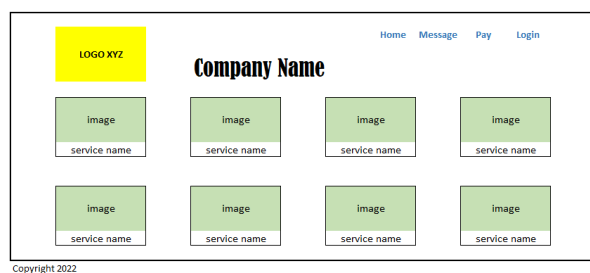 Home Message Pay Login
LOGO XYZ
Company Name
image image image image
service name service name service name service name
image image image image
service name service name service name service name
Copyright 2022